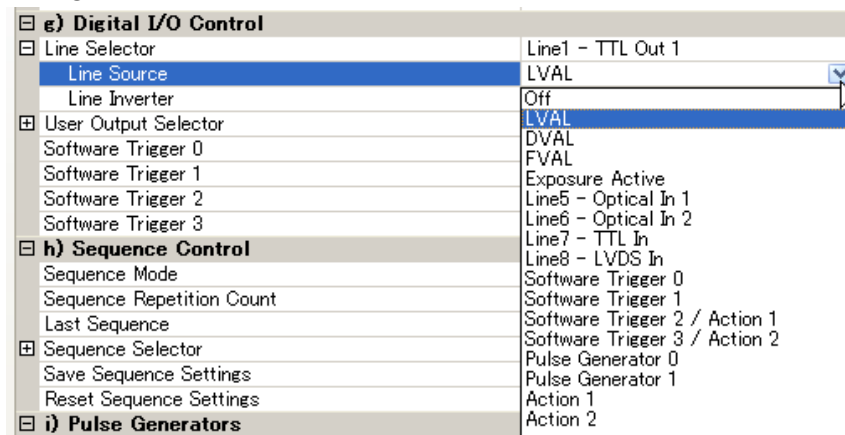 g) Digital I/O Control
Line Selector Line1 - TTL Out 1
Line Source LVAL
Line Inverter
User Output Selector
Software Trigger 0
Software Trigger 1
Software Trigger 2
Software Trigger 3
h) Sequence Control
Sequence Mode
Sequence Repetition Count
Last Sequence
Sequence Selector
Save Sequence Settings
Reset Sequence Settings
i) Pulse Generators
Off
LVAL
DVAL
FVAL
Exposure Active
Line5 - Optical In 1
Line6 - Optical In 2
Line7 - TTL In
Line8 - LVDS In
Software Trigger 0
Software Trigger 1
Software Trigger 2 / Action 1
Software Trigger 3 / Action 2
Pulse Generator 0
Pulse Generator 1
Action 1
Action 2